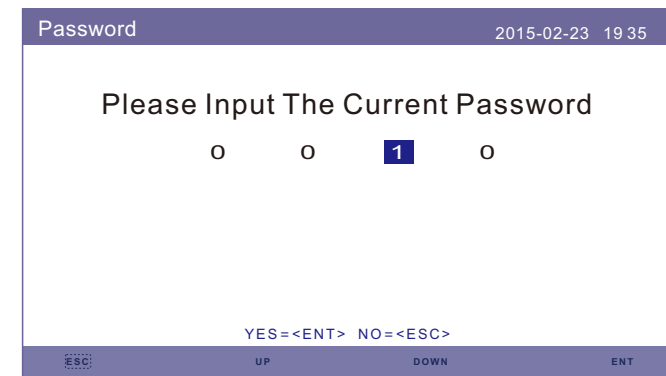 Password 2015-02-23 19 35
Please Input The Current Password
0 0 1 0
YES=<ENT> NO=<ESC>
ESC UP DOWN ENT